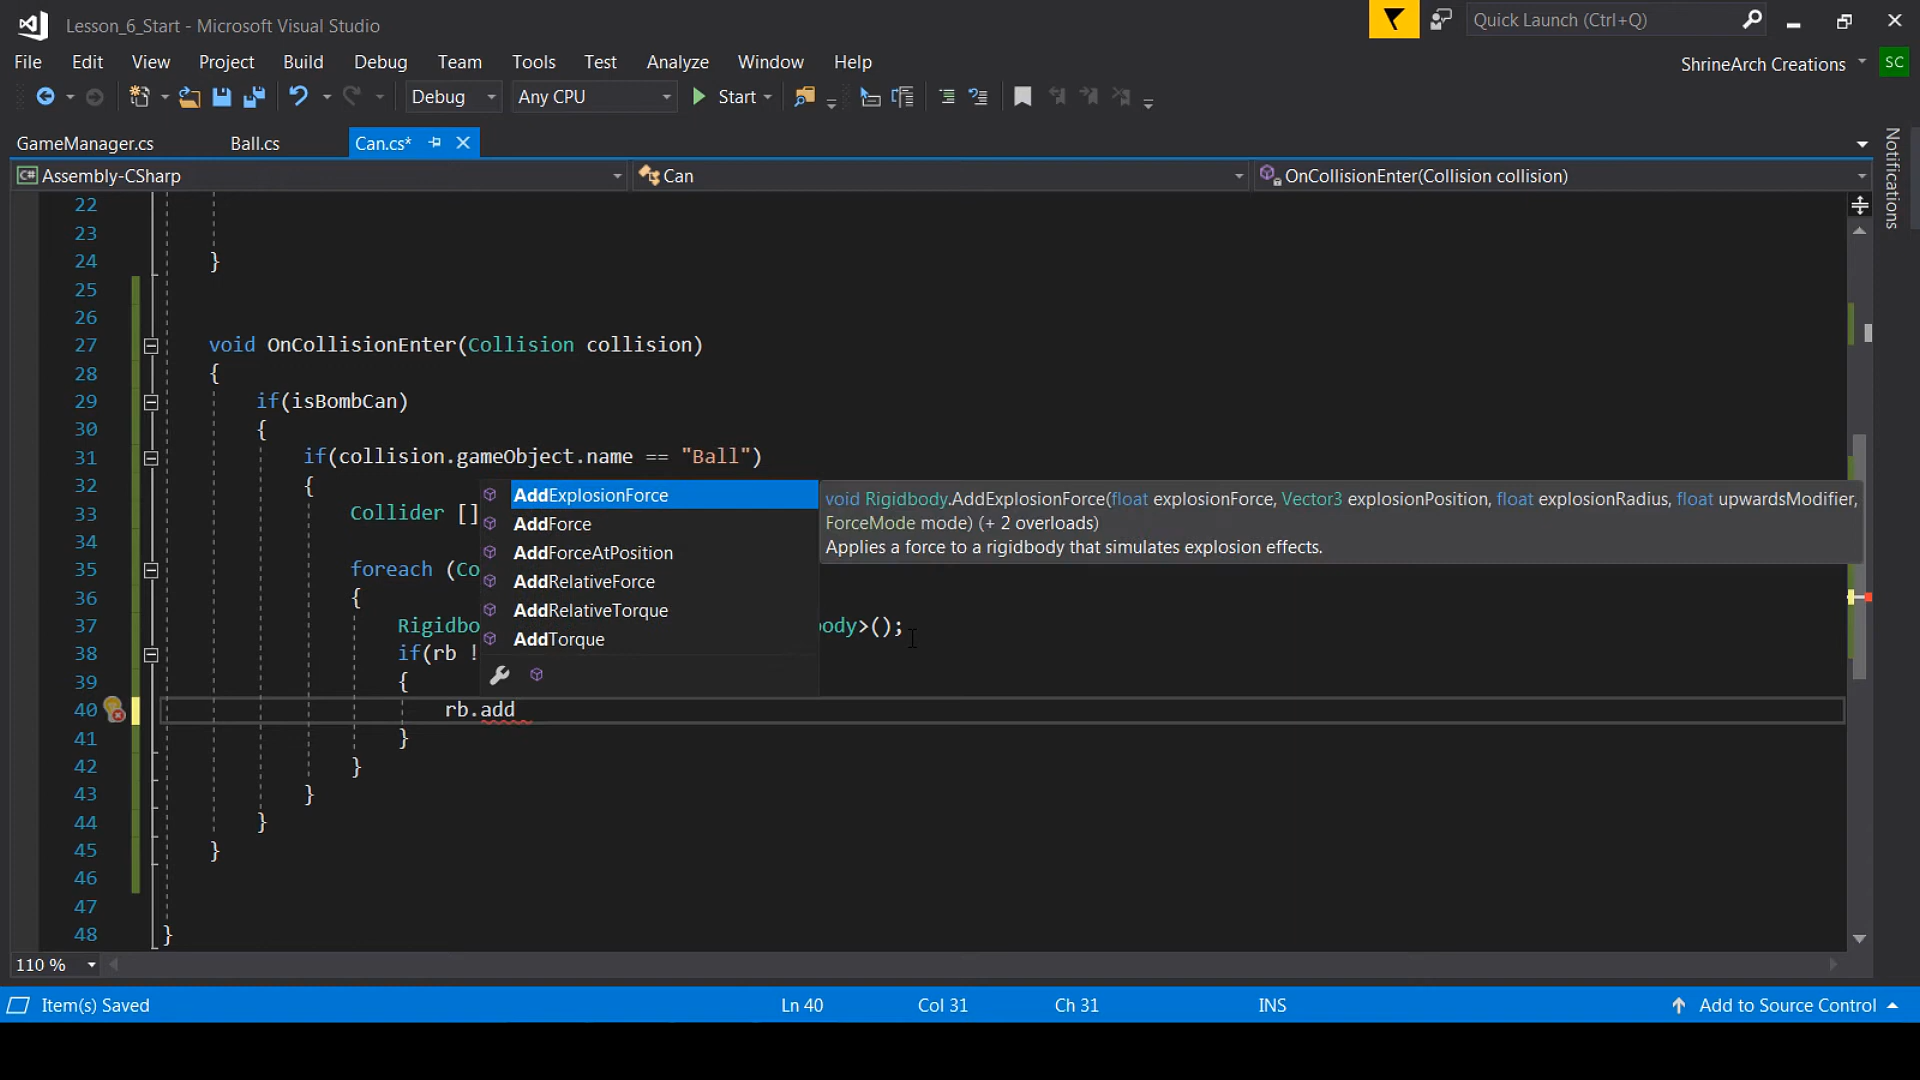 Lesson_6_Start - Microsoft Visual Studio
Quick Launch (Ctrl+Q)
File Edit View Project Build Debug Team Tools Test Analyze Window Help
ShrineArch Creations SC
Debug Any CPU Start
GameManager.cs Ball.cs Can.cs*
Notifications
C# Assembly-CSharp Can OnCollisionEnter(Collision collision)
22
23
24 }
25
26
27 void OnCollisionEnter(Collision collision)
28 {
29 if(isBombCan)
30 {
31 if(collision.gameObject.name == "Ball")
32 {
33 Collider []
34
35 foreach (Co
36 {
37 Rigidbo body>();
38 if(rb !
39 {
40 rb.add
41 }
42 }
43 }
44 }
45 }
46
47
48 }
AddExplosionForce
AddForce
AddForceAtPosition
AddRelativeForce
AddRelativeTorque
AddTorque
void Rigidbody.AddExplosionForce(float explosionForce, Vector3 explosionPosition, float explosionRadius, float upwardsModifier,
ForceMode mode) (+ 2 overloads)
Applies a force to a rigidbody that simulates explosion effects.
110 %
Item(s) Saved Ln 40 Col 31 Ch 31 INS Add to Source Control